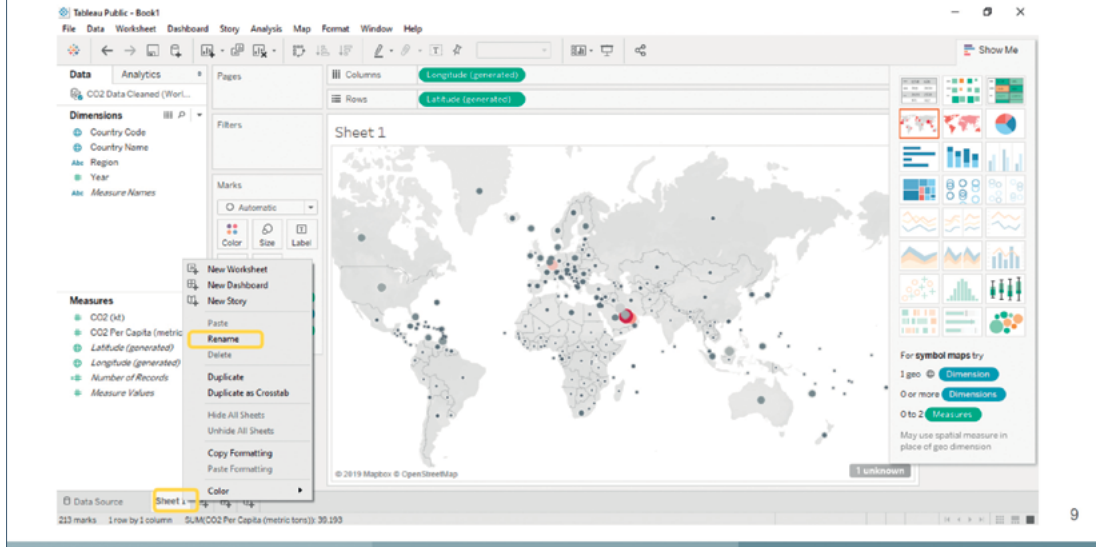 Tableau Public - Book1
File Data Worksheet Dashboard Story Analysis Map Format Window Help
Show Me
Data Analytics
CO2 Data Cleaned (Worl...
Dimensions
Country Code
Country Name
Abc Region
Year
Abc Measure Names
Measures
CO2 (kt)
CO2 Per Capita (metric
Latitude (generated)
Longitude (generated)
Number of Records
Measure Values
Pages
Filters
Marks
Automatic
Color Size Label
Columns Longitude (generated)
Rows Latitude (generated)
Sheet 1
© 2019 Mapbox © OpenStreetMap
1 unknown
New Worksheet
New Dashboard
New Story
Paste
Rename
Delete
Duplicate
Duplicate as Crosstab
Hide All Sheets
Unhide All Sheets
Copy Formatting
Paste Formatting
Color
For symbol maps try
1 geo Dimension
0 or more Dimensions
0 to 2 Measures
May use spatial measure in
place of geo dimension
Data Source Sheet 1
213 marks 1 row by 1 column SUM(CO2 Per Capita (metric tons)): 39.193
9